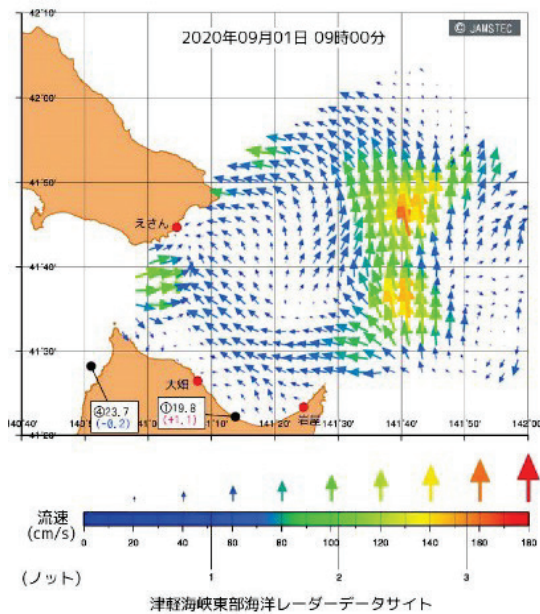 2020年09月01日 09時00分
© JAMSTEC
42°10'
42°00'
41°50'
41°40'
41°30'
41°20'
えさん
大畑
岩屋
④23.7
(-0.2)
①19.8
(+1.1)
140°40' 141°00' 141°10' 141°20' 141°30' 141°40' 141°50' 142°00'
流速
(cm/s)
0 20 40 60 80 100 120 140 160 180
(ノット) 1 2 3
津軽海峡東部海洋レーダーデータサイト